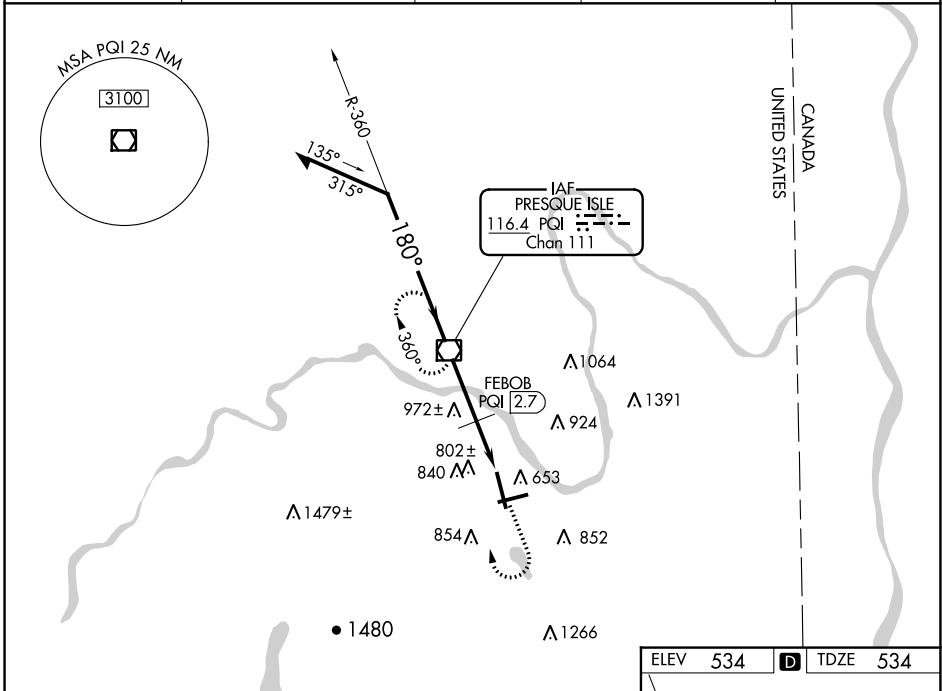 MSA PQI 25 NM
3100
R-360
135°
315°
180°
360°
CANADA
UNITED STATES
IAF
PRESQUE ISLE
116.4 PQI
Chan 111
FEBOB
PQI 2.7
1064
1391
972±
924
802±
840
653
1479±
854
852
1480
1266
ELEV 534 D TDZE 534